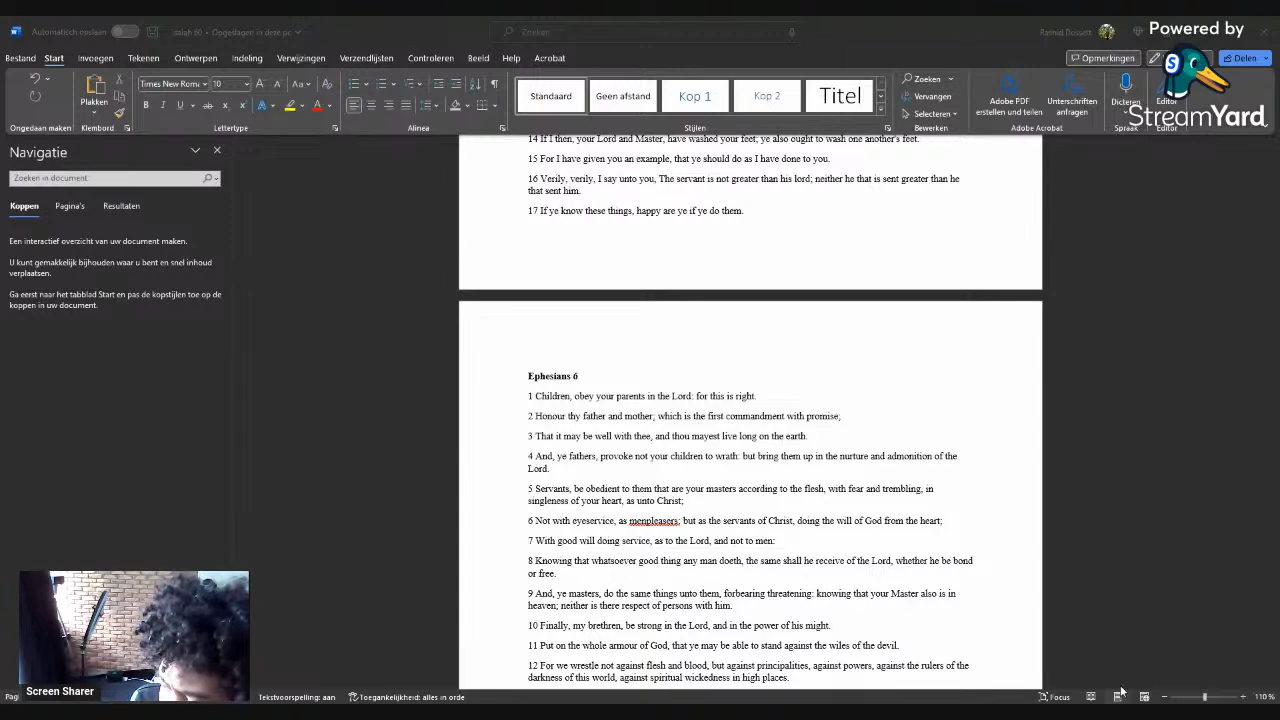 Powered by
StreamYard
Automatisch opslaan
Isaiah 66 • Opgeslagen in deze pc
Zoeken
Bestand Start Invoegen Tekenen Ontwerpen Indeling Verwijzingen Verzendlijsten Controleren Beeld Help Acrobat
Opmerkingen Delen
Times New Roma 10
Plakken
Standaard Geen afstand Kop 1 Kop 2 Titel
Zoeken
Vervangen
Selecteren
Adobe PDF
erstellen und teilen
Unterschriften
anfragen
Dicteren
Editor
Ongedaan maken Klembord Lettertype Alinea Stijlen Bewerken Adobe Acrobat Spraak Editor
Navigatie
Zoeken in document
Koppen Pagina's Resultaten
Een interactief overzicht van uw document maken.
U kunt gemakkelijk bijhouden waar u bent en snel inhoud
verplaatsen.
Ga eerst naar het tabblad Start en pas de kopstijlen toe op de
koppen in uw document.
14 If I then, your Lord and Master, have washed your feet; ye also ought to wash one another's feet.
15 For I have given you an example, that ye should do as I have done to you.
16 Verily, verily, I say unto you, The servant is not greater than his lord; neither he that is sent greater than he
that sent him.
17 If ye know these things, happy are ye if ye do them.
Ephesians 6
1 Children, obey your parents in the Lord: for this is right.
2 Honour thy father and mother; which is the first commandment with promise;
3 That it may be well with thee, and thou mayest live long on the earth.
4 And, ye fathers, provoke not your children to wrath: but bring them up in the nurture and admonition of the
Lord.
5 Servants, be obedient to them that are your masters according to the flesh, with fear and trembling, in
singleness of your heart, as unto Christ;
6 Not with eyeservice, as menpleasers; but as the servants of Christ, doing the will of God from the heart;
7 With good will doing service, as to the Lord, and not to men:
8 Knowing that whatsoever good thing any man doeth, the same shall he receive of the Lord, whether he be bond
or free.
9 And, ye masters, do the same things unto them, forbearing threatening: knowing that your Master also is in
heaven; neither is there respect of persons with him.
10 Finally, my brethren, be strong in the Lord, and in the power of his might.
11 Put on the whole armour of God, that ye may be able to stand against the wiles of the devil.
12 For we wrestle not against flesh and blood, but against principalities, against powers, against the rulers of the
darkness of this world, against spiritual wickedness in high places.
Screen Sharer
Pag
Tekstvoorspelling: aan Toegankelijkheid: alles in orde
Focus 110 %